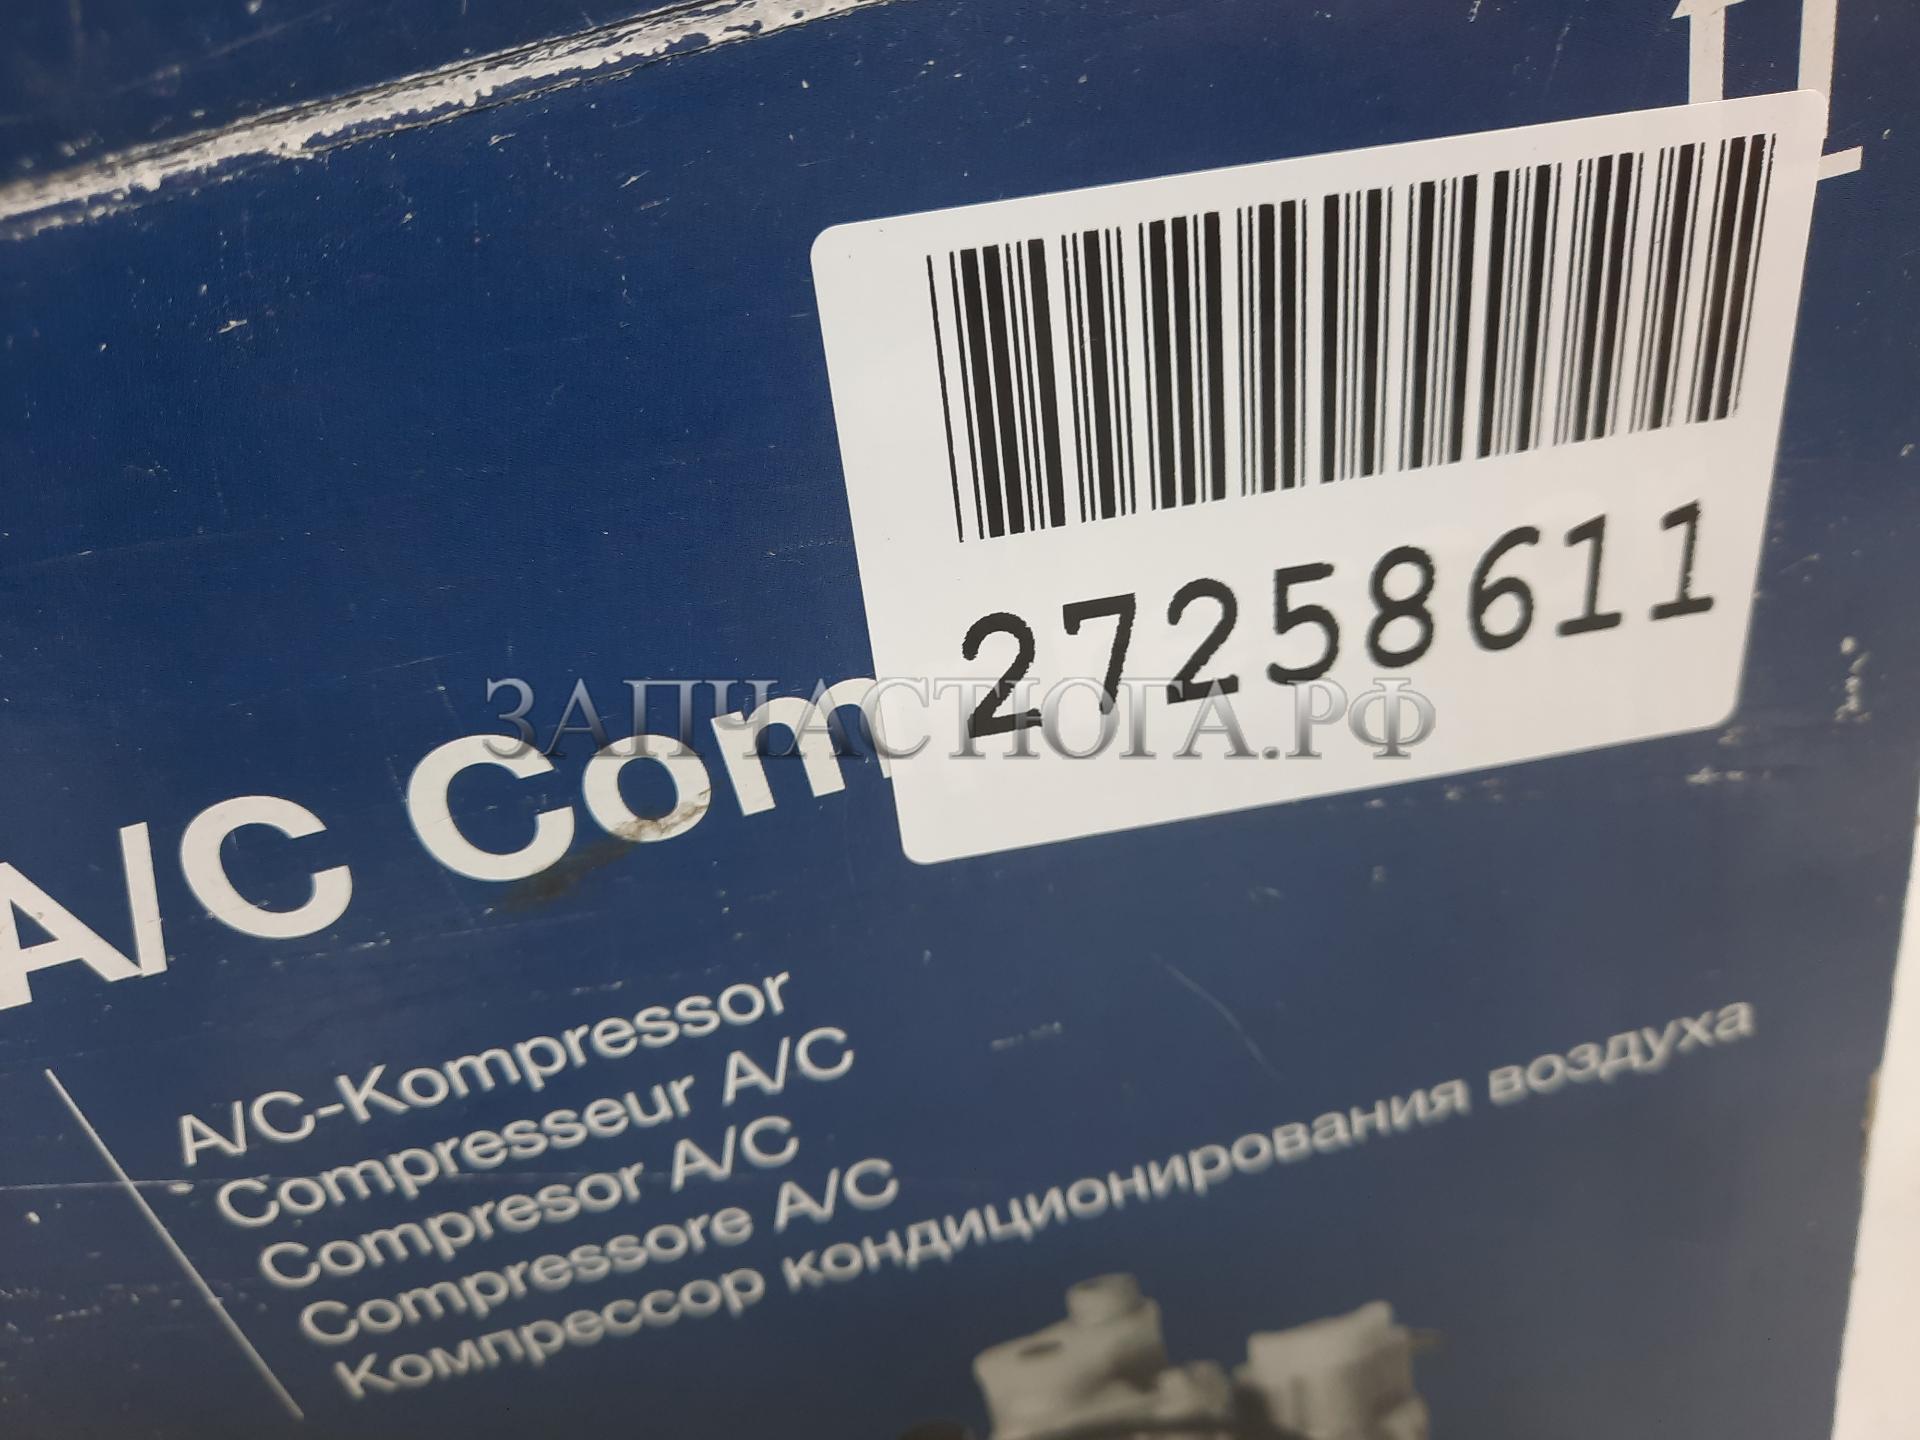 27258611
ЗАПЧАСТЮГА.РФ
A/C Com
A/C-Kompressor
Compresseur A/C
Compresor A/C
Compressore A/C
Компрессор кондиционирования воздуха